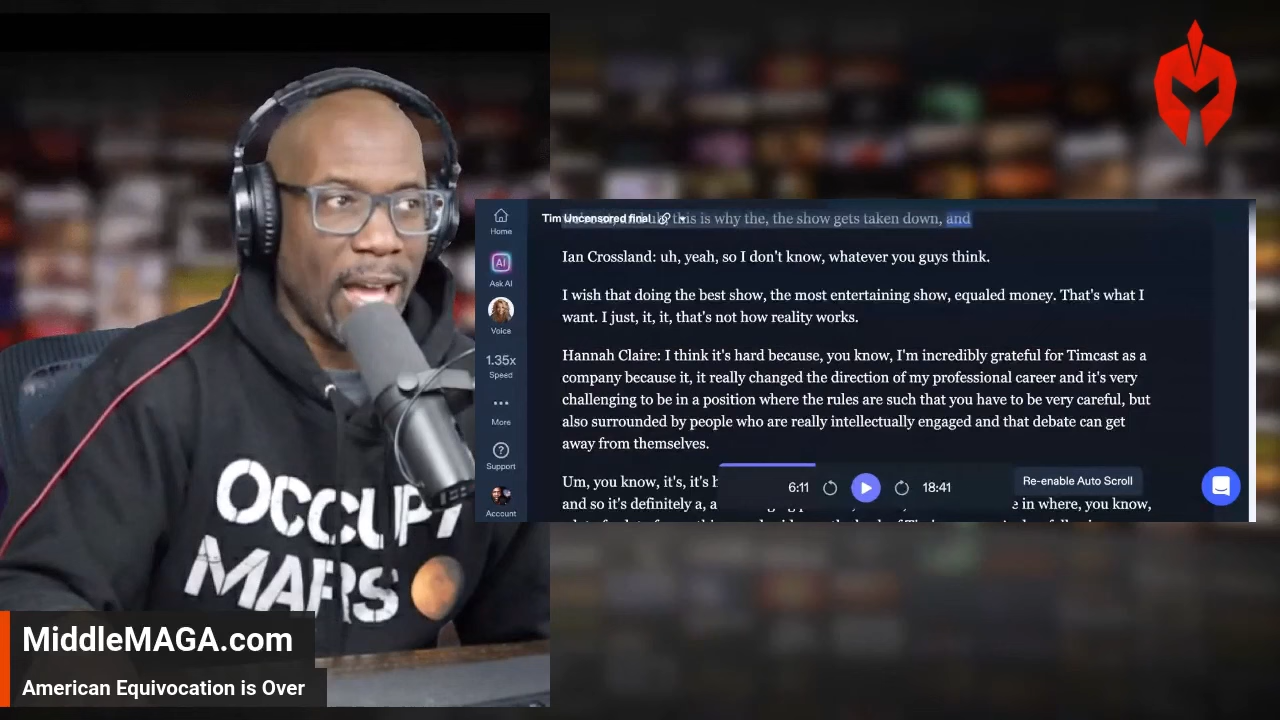 OCCUPY
MARS
MiddleMAGA.com
American Equivocation is Over
Home
AI
Ask AI
Voice
1.35x
Speed
More
Support
Account
Tim Uncensored final
this is why the, the show gets taken down, and
Ian Crossland: uh, yeah, so I don't know, whatever you guys think.
I wish that doing the best show, the most entertaining show, equaled money. That's what I
want. I just, it, it, that's not how reality works.
Hannah Claire: I think it's hard because, you know, I'm incredibly grateful for Timcast as a
company because it, it really changed the direction of my professional career and it's very
challenging to be in a position where the rules are such that you have to be very careful, but
also surrounded by people who are really intellectually engaged and that debate can get
away from themselves.
Um, you know, it's, it's
and so it's definitely a, a in where, you know,
6:11
18:41
Re-enable Auto Scroll